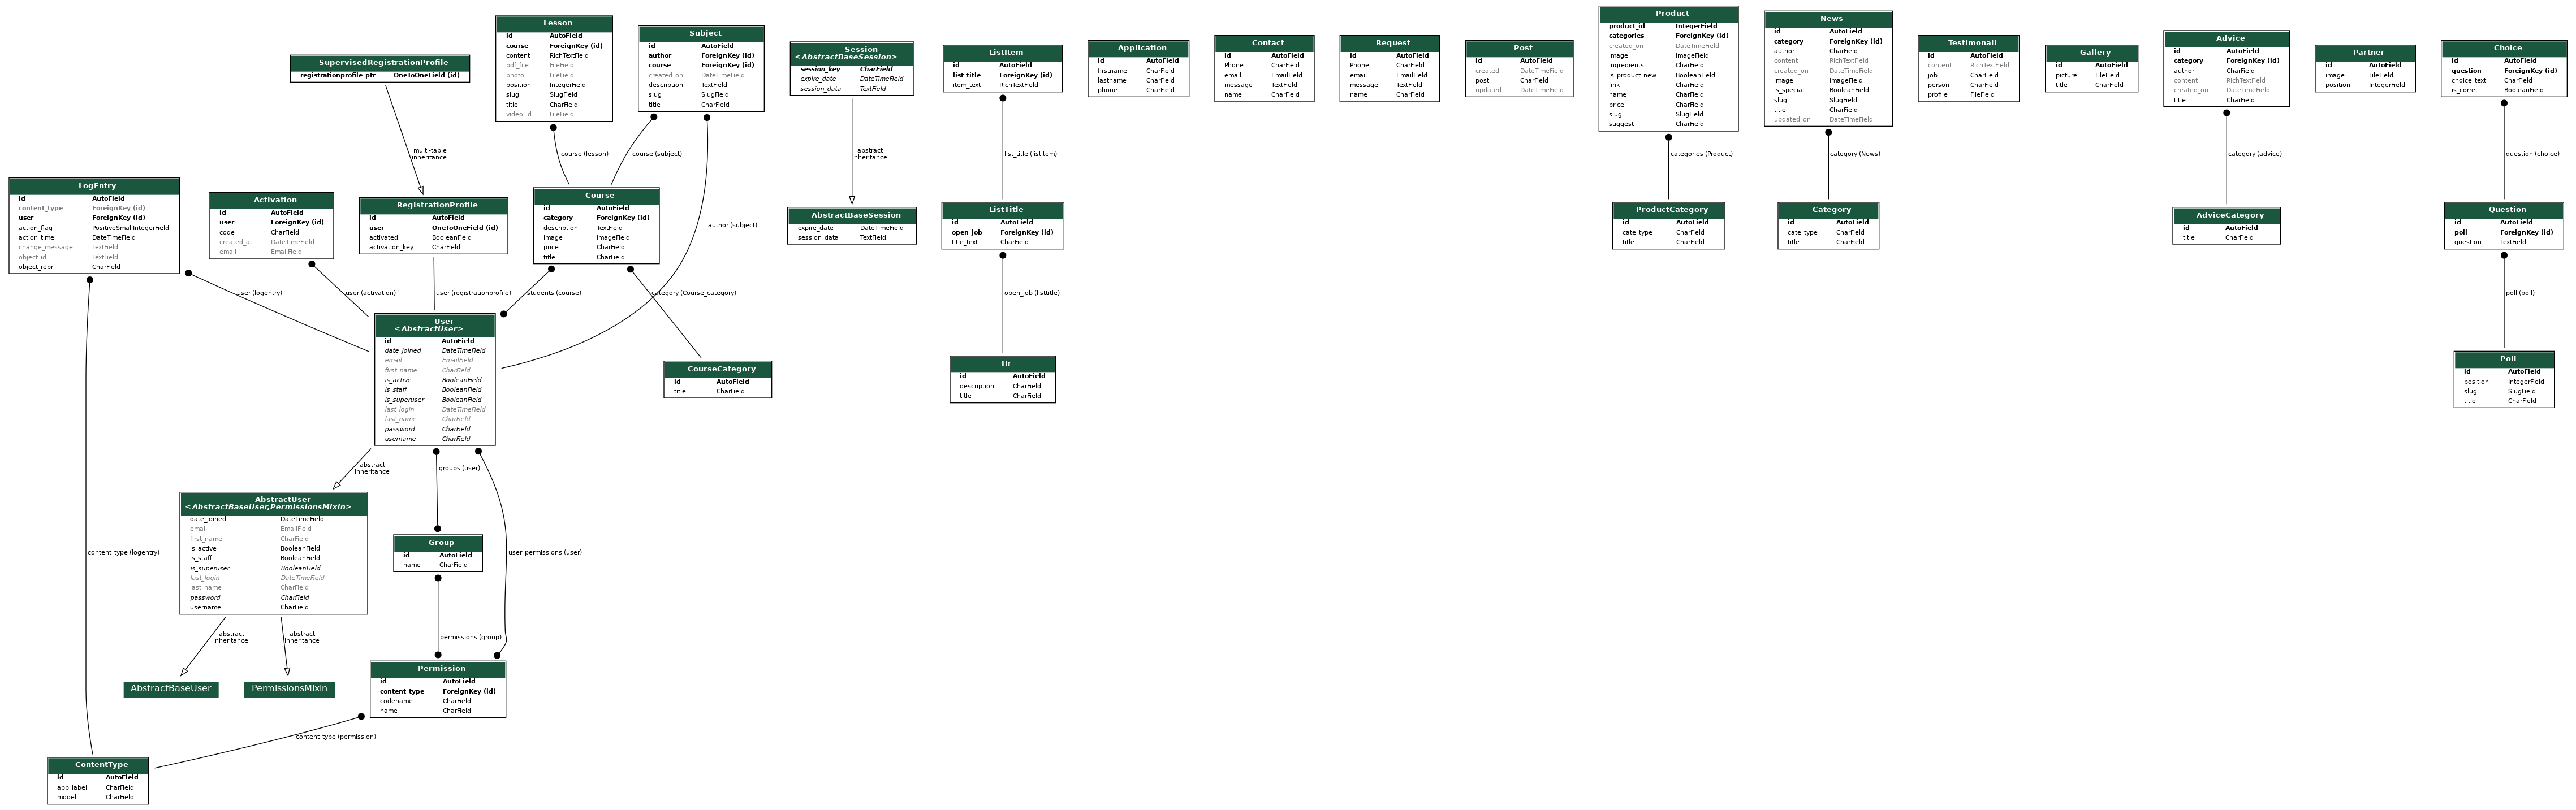 SupervisedRegistrationProfile
registrationprofile_ptr OneToOneField (id)
Lesson
id AutoField
course ForeignKey (id)
content RichTextField
pdf_file FileField
photo FileField
position IntegerField
slug SlugField
title CharField
video_id FileField
Subject
id AutoField
author ForeignKey (id)
course ForeignKey (id)
created_on DateTimeField
description TextField
slug SlugField
title CharField
Session
<AbstractBaseSession>
session_key CharField
expire_date DateTimeField
session_data TextField
ListItem
id AutoField
list_title ForeignKey (id)
item_text RichTextField
Application
id AutoField
firstname CharField
lastname CharField
phone CharField
Contact
id AutoField
Phone CharField
email EmailField
message TextField
name CharField
Request
id AutoField
Phone CharField
email EmailField
message TextField
name CharField
Post
id AutoField
created DateTimeField
post CharField
updated DateTimeField
Product
product_id IntegerField
categories ForeignKey (id)
created_on DateTimeField
image ImageField
ingredients CharField
is_product_new BooleanField
link CharField
name CharField
price CharField
slug SlugField
suggest CharField
News
id AutoField
category ForeignKey (id)
author CharField
content RichTextField
created_on DateTimeField
image ImageField
is_special BooleanField
slug SlugField
title CharField
updated_on DateTimeField
Testimonail
id AutoField
content RichTextField
job CharField
person CharField
profile FileField
Gallery
id AutoField
picture FileField
title CharField
Advice
id AutoField
category ForeignKey (id)
author CharField
content RichTextField
created_on DateTimeField
title CharField
Partner
id AutoField
image FileField
position IntegerField
Choice
id AutoField
question ForeignKey (id)
choice_text CharField
is_corret BooleanField
multi-table
inheritance
course (lesson)
course (subject)
abstract
inheritance
list_title (listitem)
categories (Product)
category (News)
category (advice)
question (choice)
LogEntry
id AutoField
content_type ForeignKey (id)
user ForeignKey (id)
action_flag PositiveSmallIntegerField
action_time DateTimeField
change_message TextField
object_id TextField
object_repr CharField
Activation
id AutoField
user ForeignKey (id)
code CharField
created_at DateTimeField
email EmailField
RegistrationProfile
id AutoField
user OneToOneField (id)
activated BooleanField
activation_key CharField
Course
id AutoField
category ForeignKey (id)
description TextField
image ImageField
price CharField
title CharField
author (subject)
AbstractBaseSession
expire_date DateTimeField
session_data TextField
ListTitle
id AutoField
open_job ForeignKey (id)
title_text CharField
ProductCategory
id AutoField
cate_type CharField
title CharField
Category
id AutoField
cate_type CharField
title CharField
AdviceCategory
id AutoField
title CharField
Question
id AutoField
poll ForeignKey (id)
question TextField
user (logentry)
user (activation)
user (registrationprofile)
students (course)
category (Course_category)
open_job (listtitle)
poll (poll)
User
<AbstractUser>
id AutoField
date_joined DateTimeField
email EmailField
first_name CharField
is_active BooleanField
is_staff BooleanField
is_superuser BooleanField
last_login DateTimeField
last_name CharField
password CharField
username CharField
CourseCategory
id AutoField
title CharField
Hr
id AutoField
description CharField
title CharField
Poll
id AutoField
position IntegerField
slug SlugField
title CharField
abstract
inheritance
groups (user)
AbstractUser
<AbstractBaseUser,PermissionsMixin>
date_joined DateTimeField
email EmailField
first_name CharField
is_active BooleanField
is_staff BooleanField
is_superuser BooleanField
last_login DateTimeField
last_name CharField
password CharField
username CharField
Group
id AutoField
name CharField
content_type (logentry)
user_permissions (user)
abstract
inheritance
abstract
inheritance
permissions (group)
AbstractBaseUser
PermissionsMixin
Permission
id AutoField
content_type ForeignKey (id)
codename CharField
name CharField
content_type (permission)
ContentType
id AutoField
app_label CharField
model CharField